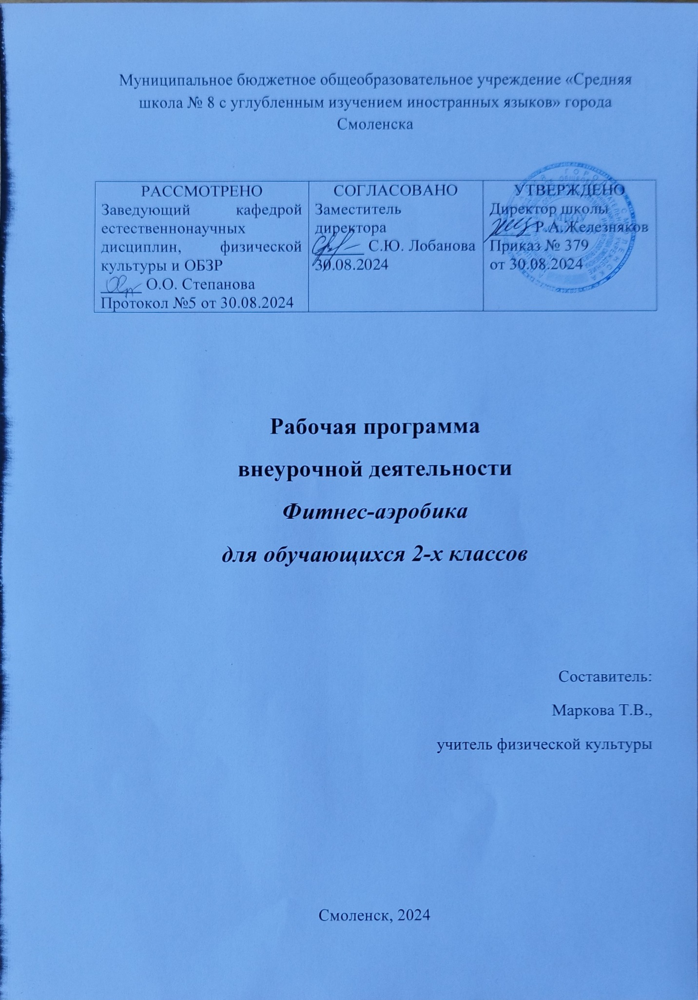 Муниципальное бюджетное общеобразовательное учреждение «Средняя
школа № 8 с углубленным изучением иностранных языков» города
Смоленска
РАССМОТРЕНО
Заведующий кафедрой
естественнонаучных
дисциплин, физической
культуры и ОБЗР
О.О. Степанова
Протокол №5 от 30.08.2024
СОГЛАСОВАНО
Заместитель
директора
С.Ю. Лобанова
30.08.2024
УТВЕРЖДЕНО
Директор школы
Р.А.Железняков
Приказ № 379
от 30.08.2024
Рабочая программа
внеурочной деятельности
Фитнес-аэробика
для обучающихся 2-х классов
Составитель:
Маркова Т.В.,
учитель физической культуры
Смоленск, 2024